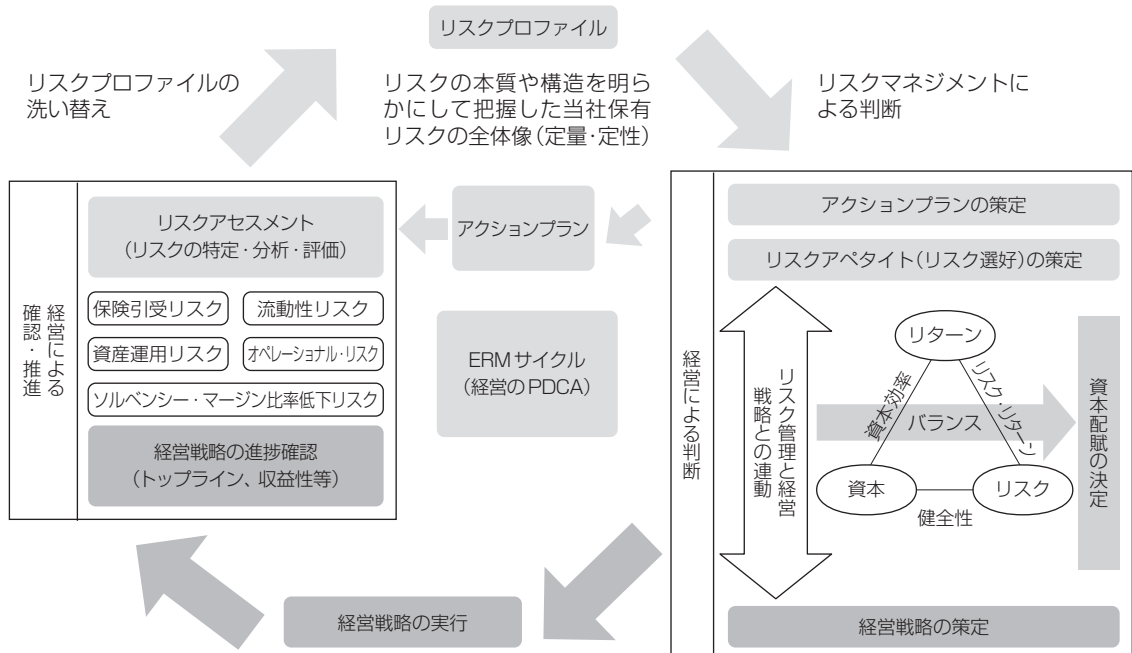 リスクプロファイル
リスクプロファイルの
洗い替え
リスクの本質や構造を明ら
かにして把握した当社保有
リスクの全体像(定量・定性)
リスクマネジメントに
よる判断
経営による
確認・推進
リスクアセスメント
(リスクの特定・分析・評価)
保険引受リスク
流動性リスク
資産運用リスク
オペレーショナル・リスク
ソルベンシー・マージン比率低下リスク
経営戦略の進捗確認
(トップライン、収益性等)
アクションプラン
ERMサイクル
(経営のPDCA)
経営による判断
アクションプランの策定
リスクアペタイト(リスク選好)の策定
リスク管理と経営
戦略との連動
リターン
資本効率
リスク・リターン
バランス
資本
リスク
健全性
資本配賦の決定
経営戦略の策定
経営戦略の実行